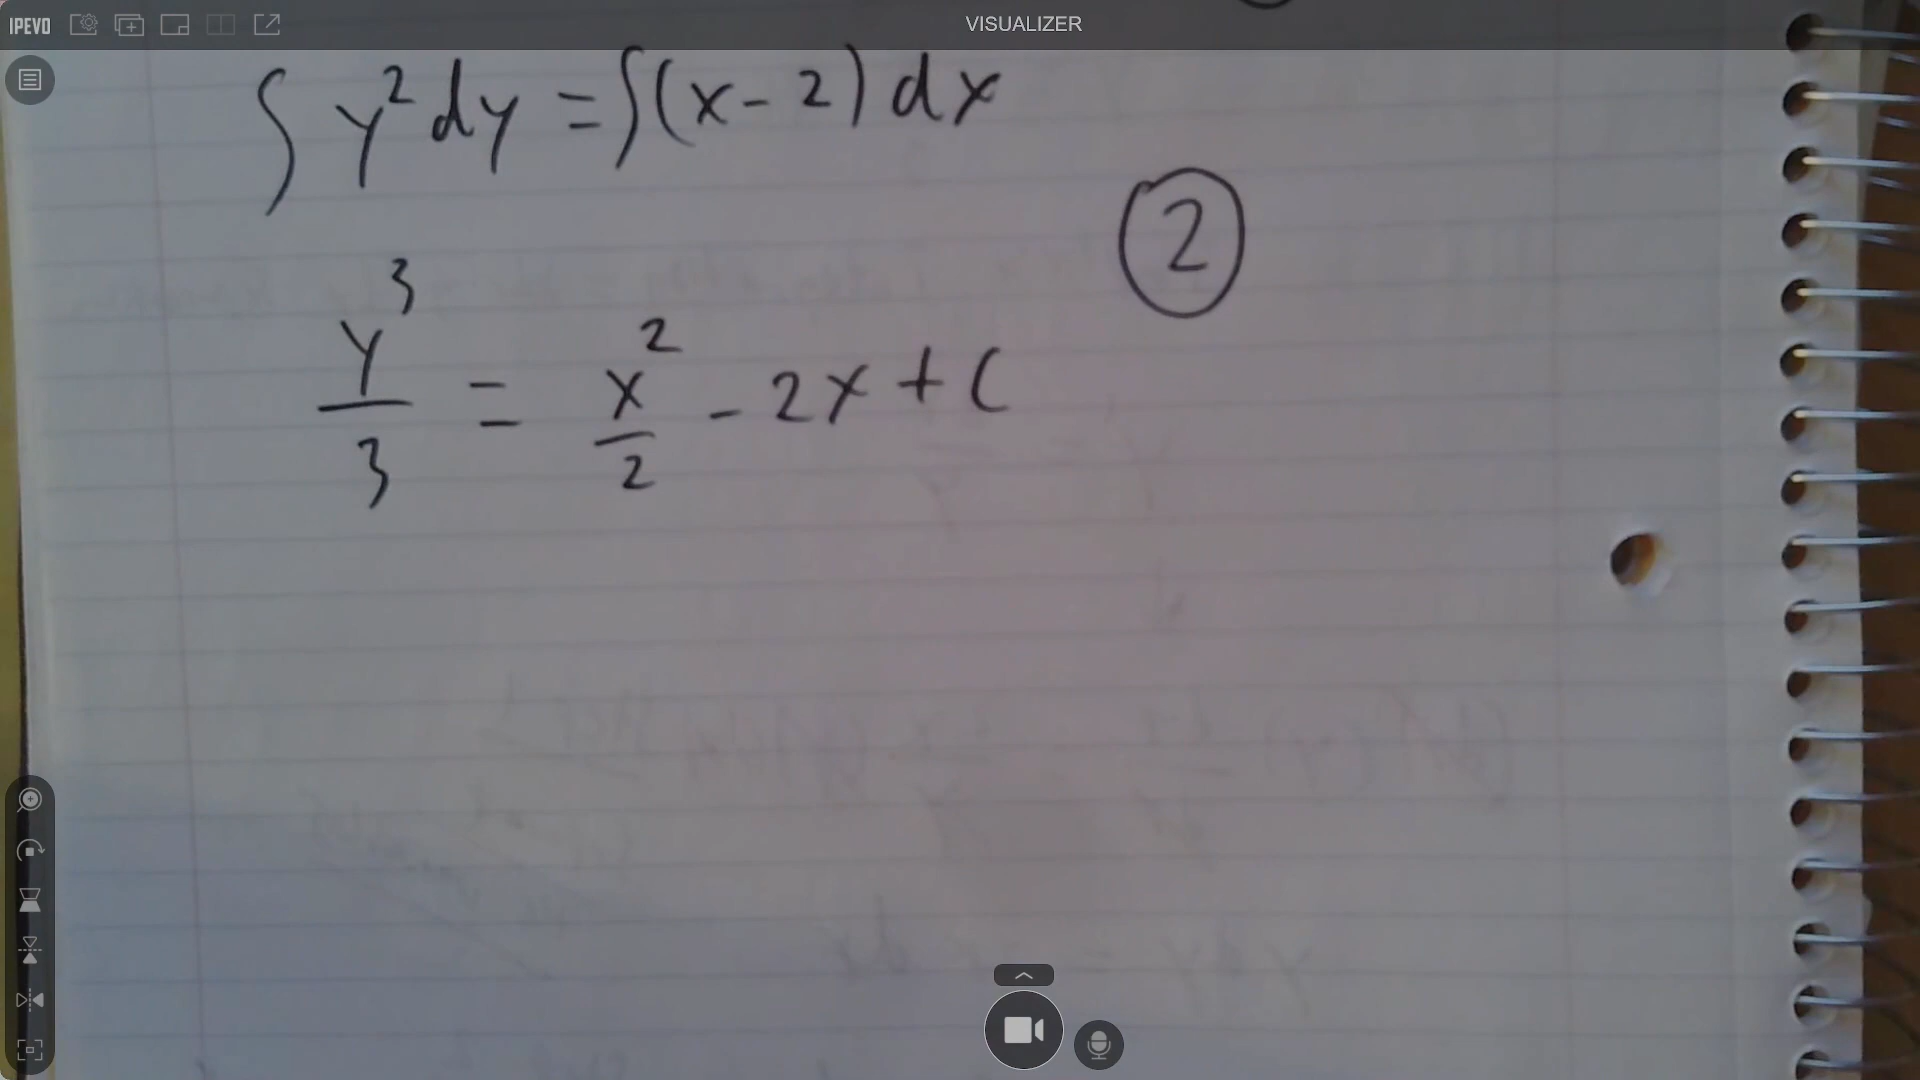 IPEVO VISUALIZER
∫ y² dy = ∫(x - 2) dx
②
y³/3 = x²/2 - 2x + C